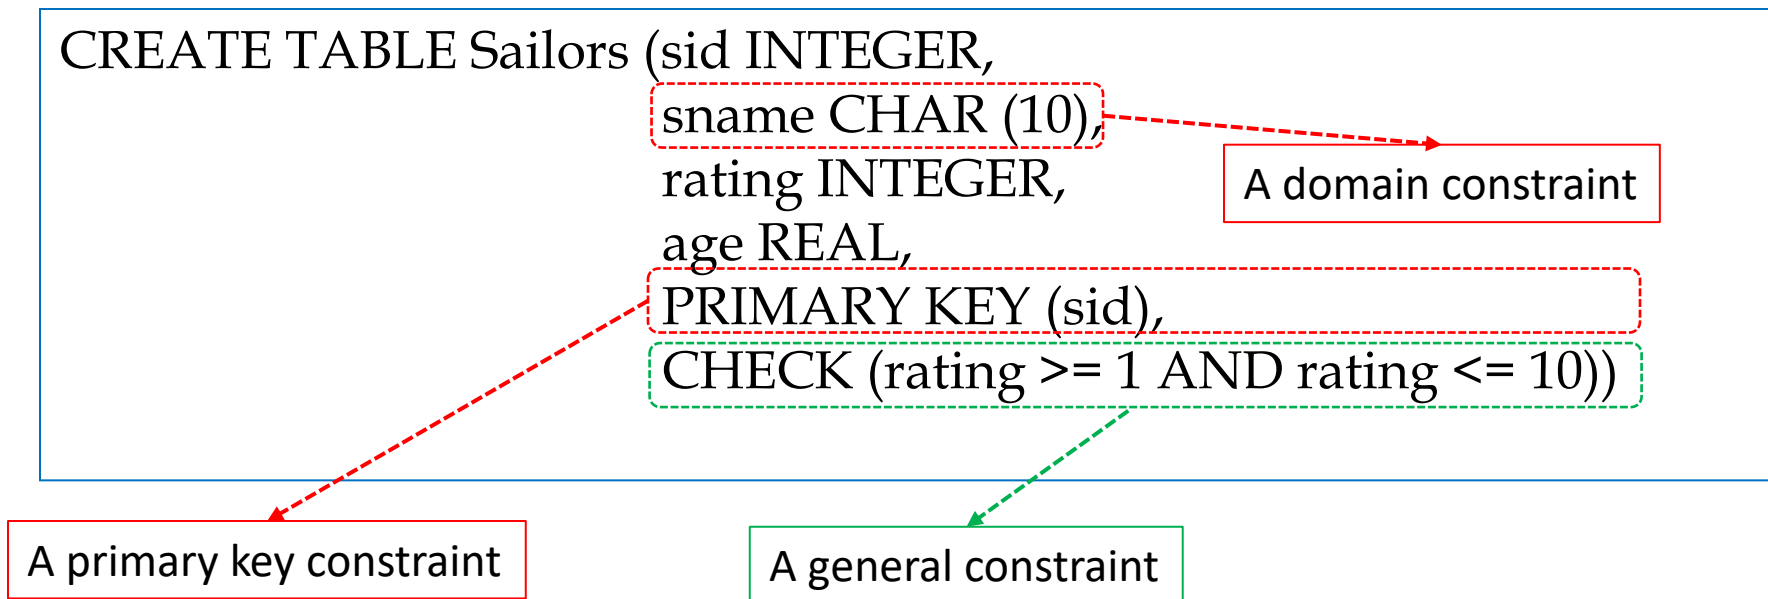 CREATE TABLE Sailors (sid INTEGER,
sname CHAR (10),
rating INTEGER,
A domain constraint
age REAL,
PRIMARY KEY (sid),
CHECK (rating >= 1 AND rating <= 10))
A primary key constraint
A general constraint